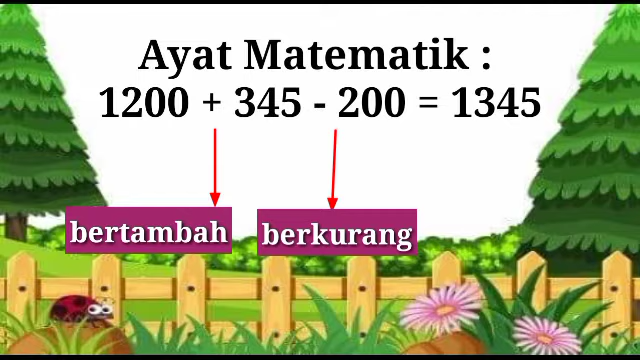 Ayat Matematik :
1200 + 345 - 200 = 1345
bertambah
berkurang